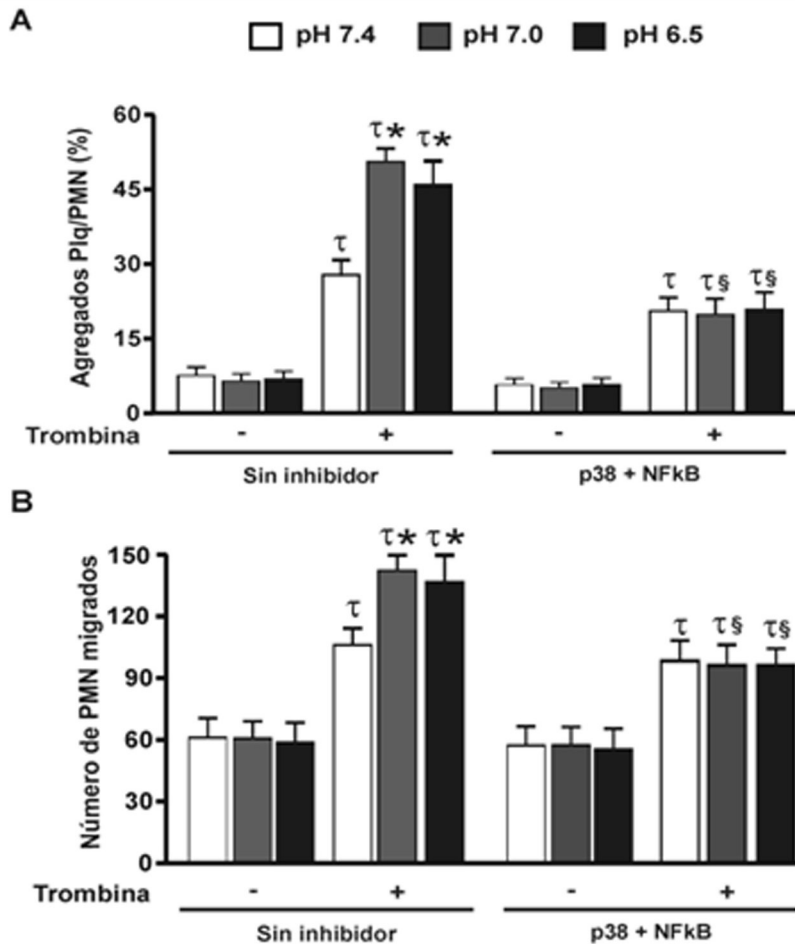 A
pH 7.4 pH 7.0 pH 6.5
Agregados Plq/PMN (%)
60
45
30
15
0
τ τ* τ* τ τ§ τ§
Trombina - + - +
Sin inhibidor p38 + NFkB
B
Número de PMN migrados
150
120
90
60
30
0
τ τ* τ* τ τ§ τ§
Trombina - + - +
Sin inhibidor p38 + NFkB